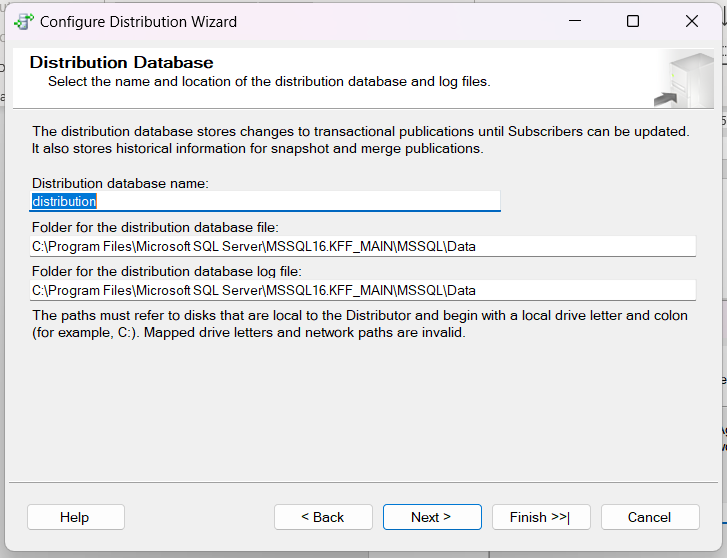 Configure Distribution Wizard
Distribution Database
Select the name and location of the distribution database and log files.
The distribution database stores changes to transactional publications until Subscribers can be updated.
It also stores historical information for snapshot and merge publications.
Distribution database name:
distribution
Folder for the distribution database file:
C:\Program Files\Microsoft SQL Server\MSSQL16.KFF_MAIN\MSSQL\Data
Folder for the distribution database log file:
C:\Program Files\Microsoft SQL Server\MSSQL16.KFF_MAIN\MSSQL\Data
The paths must refer to disks that are local to the Distributor and begin with a local drive letter and colon
(for example, C:). Mapped drive letters and network paths are invalid.
Help
< Back
Next >
Finish >>|
Cancel